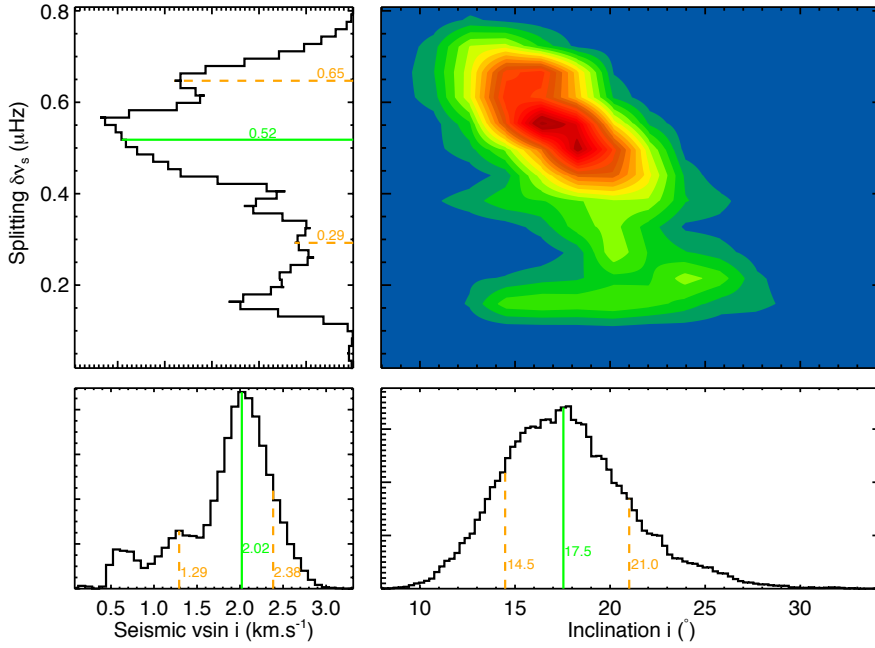 0.8
0.6
0.4
0.2
Splitting δνs (μHz)
0.65
0.52
0.29
1.29
2.02
2.38
0.5 1.0 1.5 2.0 2.5 3.0
Seismic vsin i (km.s-1)
14.5
17.5
21.0
10 15 20 25 30
Inclination i (°)